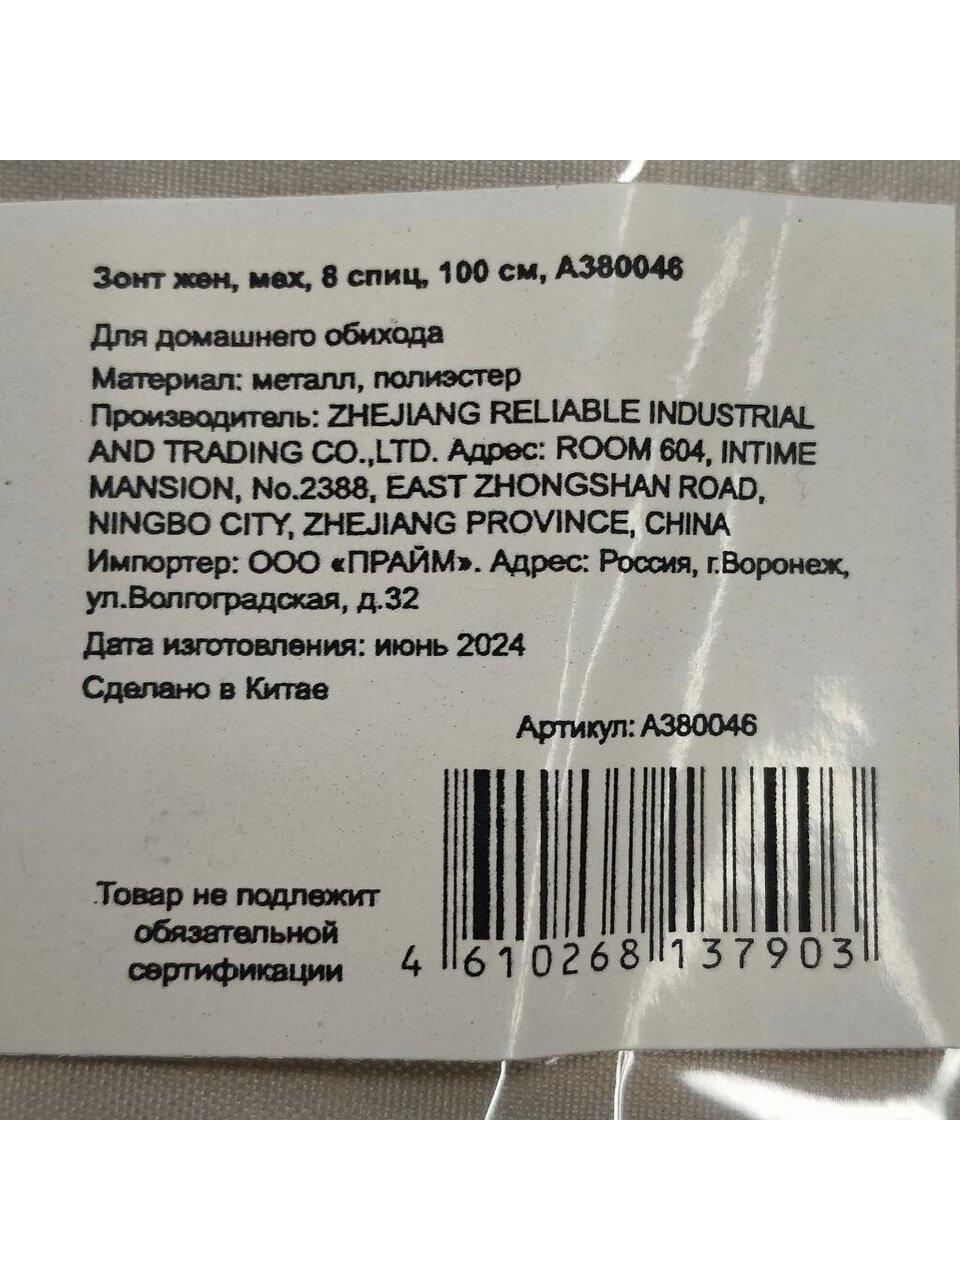 Зонт жен, мех, 8 спиц, 100 см, А380046
Для домашнего обихода
Материал: металл, полиэстер
Производитель: ZHEJIANG RELIABLE INDUSTRIAL
AND TRADING CO.,LTD. Адрес: ROOM 604, INTIME
MANSION, No.2388, EAST ZHONGSHAN ROAD,
NINGBO CITY, ZHEJIANG PROVINCE, CHINA
Импортер: ООО «ПРАЙМ». Адрес: Россия, г.Воронеж,
ул.Волгоградская, д.32
Дата изготовления: июнь 2024
Сделано в Китае
Артикул: А380046
Товар не подлежит
обязательной
сертификации
4 610268 137903